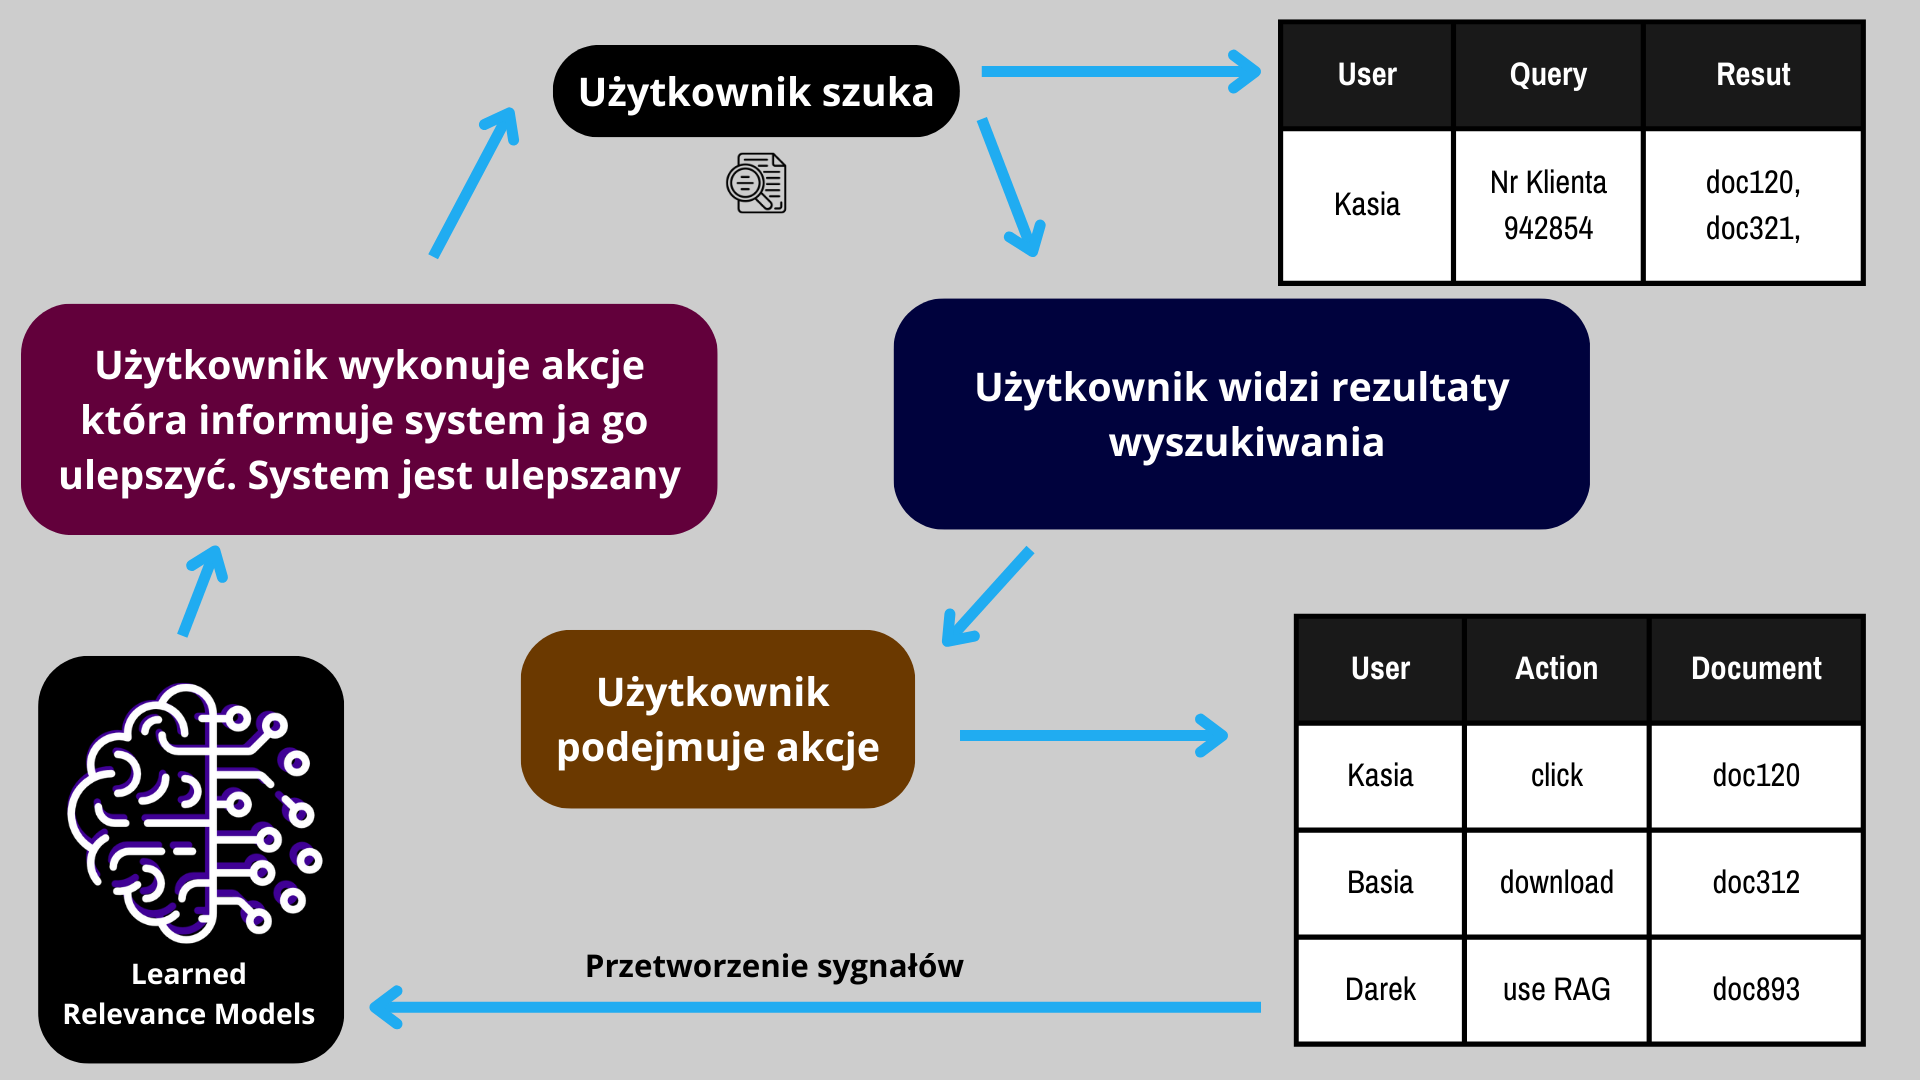 Użytkownik szuka
User Query Resut
Kasia
Nr Klienta
942854
doc120,
doc321,
Użytkownik wykonuje akcje
która informuje system ja go
ulepszyć. System jest ulepszany
Użytkownik widzi rezultaty
wyszukiwania
Użytkownik
podejmuje akcje
User Action Document
Kasia click doc120
Basia download doc312
Darek use RAG doc893
Przetworzenie sygnałów
Learned
Relevance Models